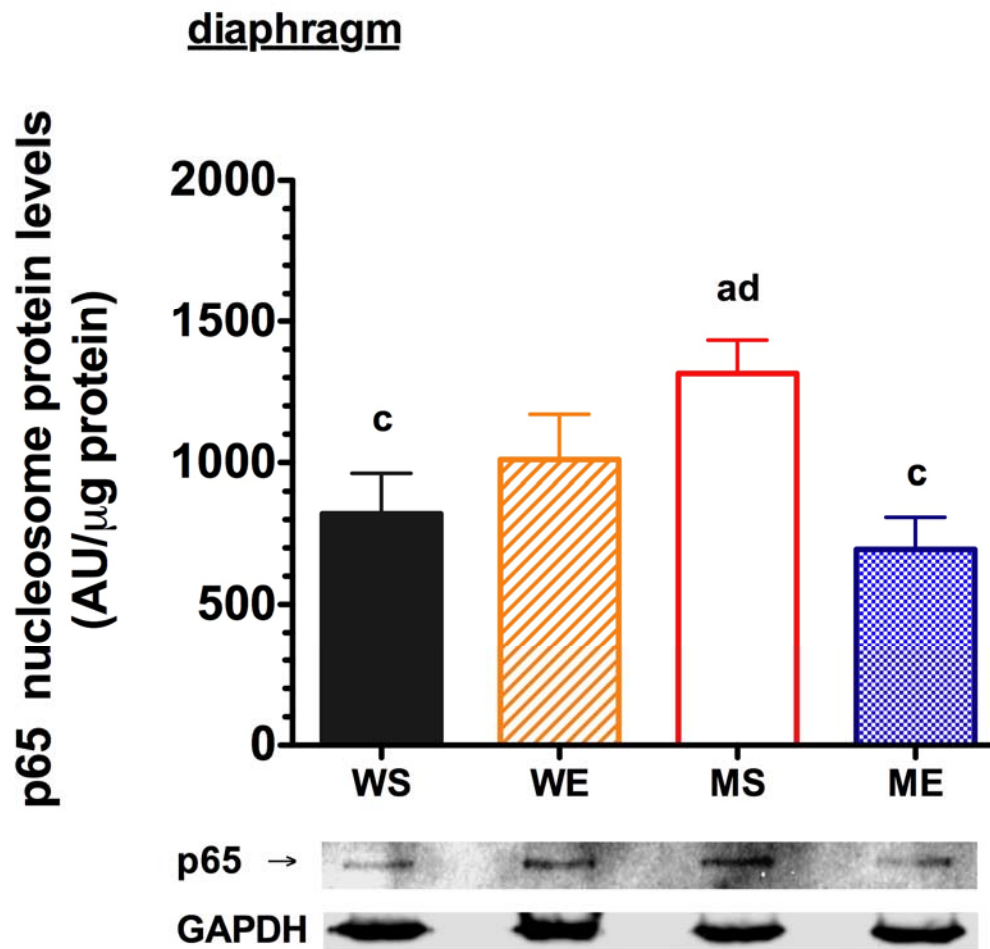 diaphragm
p65 nucleosome protein levels
(AU/μg protein)
2000
1500
1000
500
0
c
ad
c
WS WE MS ME
p65 →
GAPDH